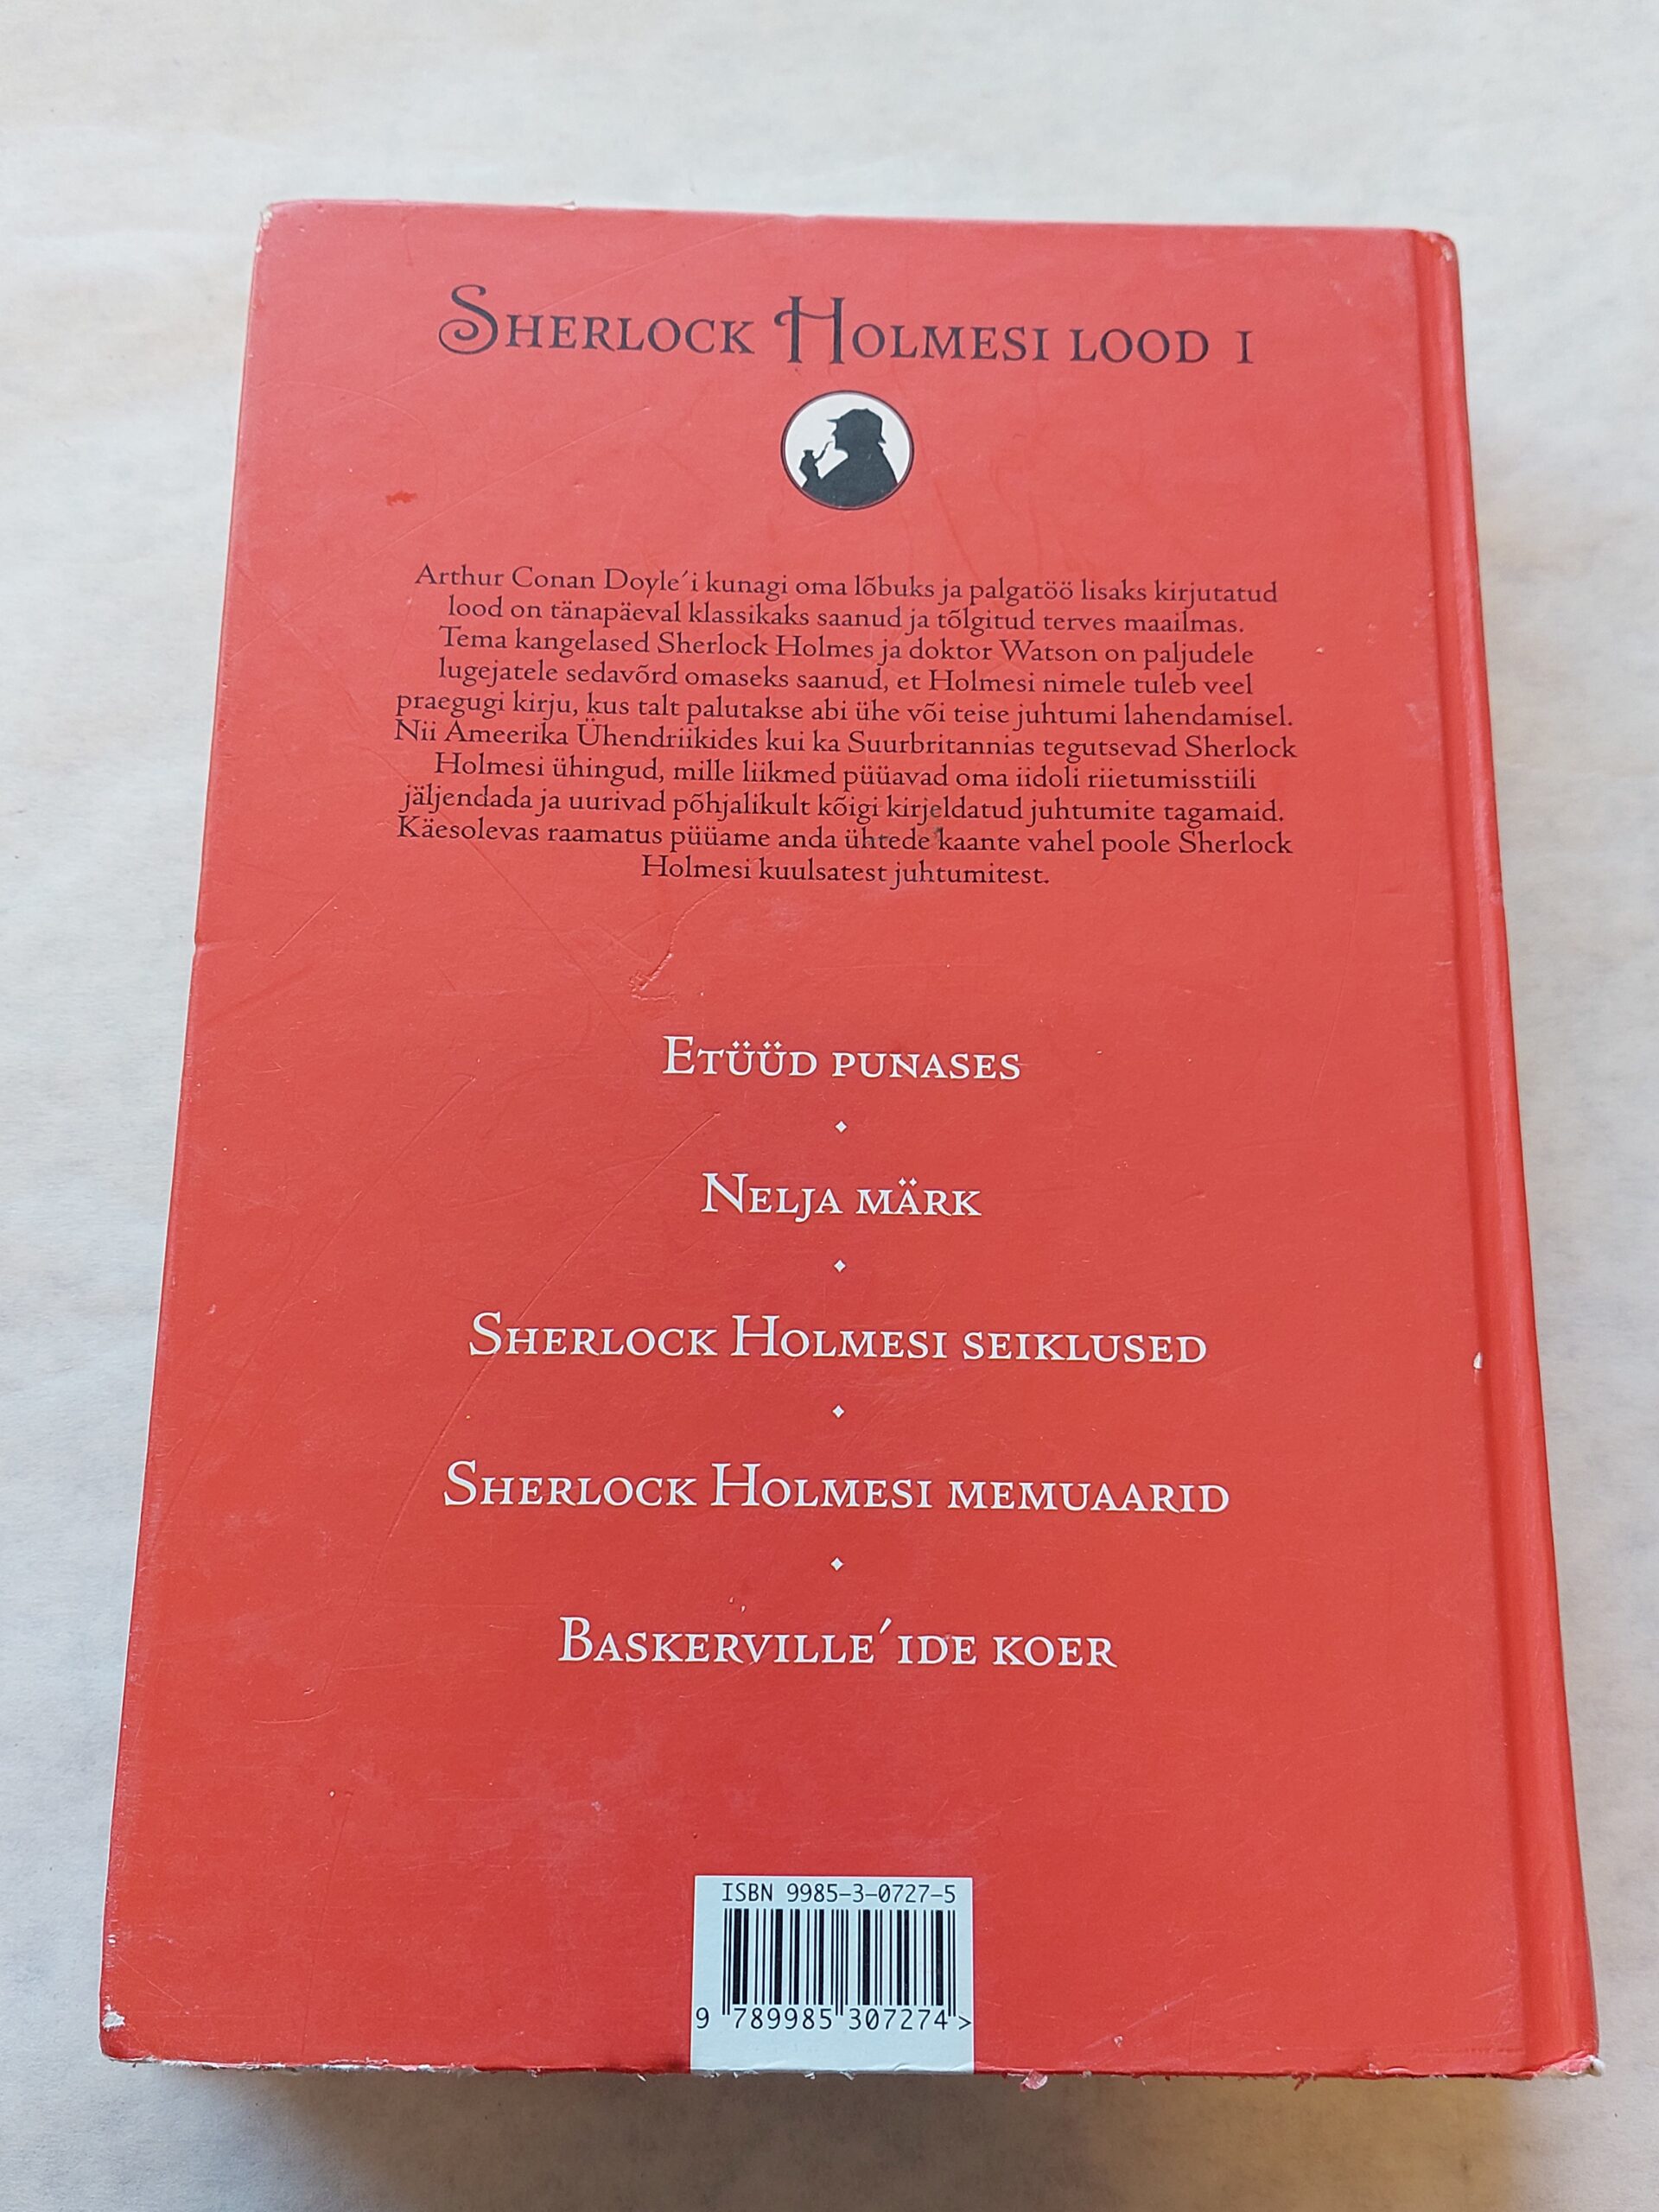 Sherlock Holmesi lood I
Arthur Conan Doyle´i kunagi oma lõbuks ja palgatöö lisaks kirjutatud
lood on tänapäeval klassikaks saanud ja tõlgitud terves maailmas.
Tema kangelased Sherlock Holmes ja doktor Watson on paljudele
lugejatele sedavõrd omaseks saanud, et Holmesi nimele tuleb veel
praegugi kirju, kus talt palutakse abi ühe või teise juhtumi lahendamisel.
Nii Ameerika Ühendriikides kui ka Suurbritannias tegutsevad Sherlock
Holmesi ühingud, mille liikmed püüavad oma iidoli riietumisstiili
jäljendada ja uurivad põhjalikult kõigi kirjeldatud juhtumite tagamaid.
Käesolevas raamatus püüame anda ühtede kaante vahel poole Sherlock
Holmesi kuulsatest juhtumitest.
Etüüd punases
Nelja märk
Sherlock Holmesi seiklused
Sherlock Holmesi memuaarid
Baskerville´ide koer
ISBN 9985-3-0727-5
9 789985 307274 >